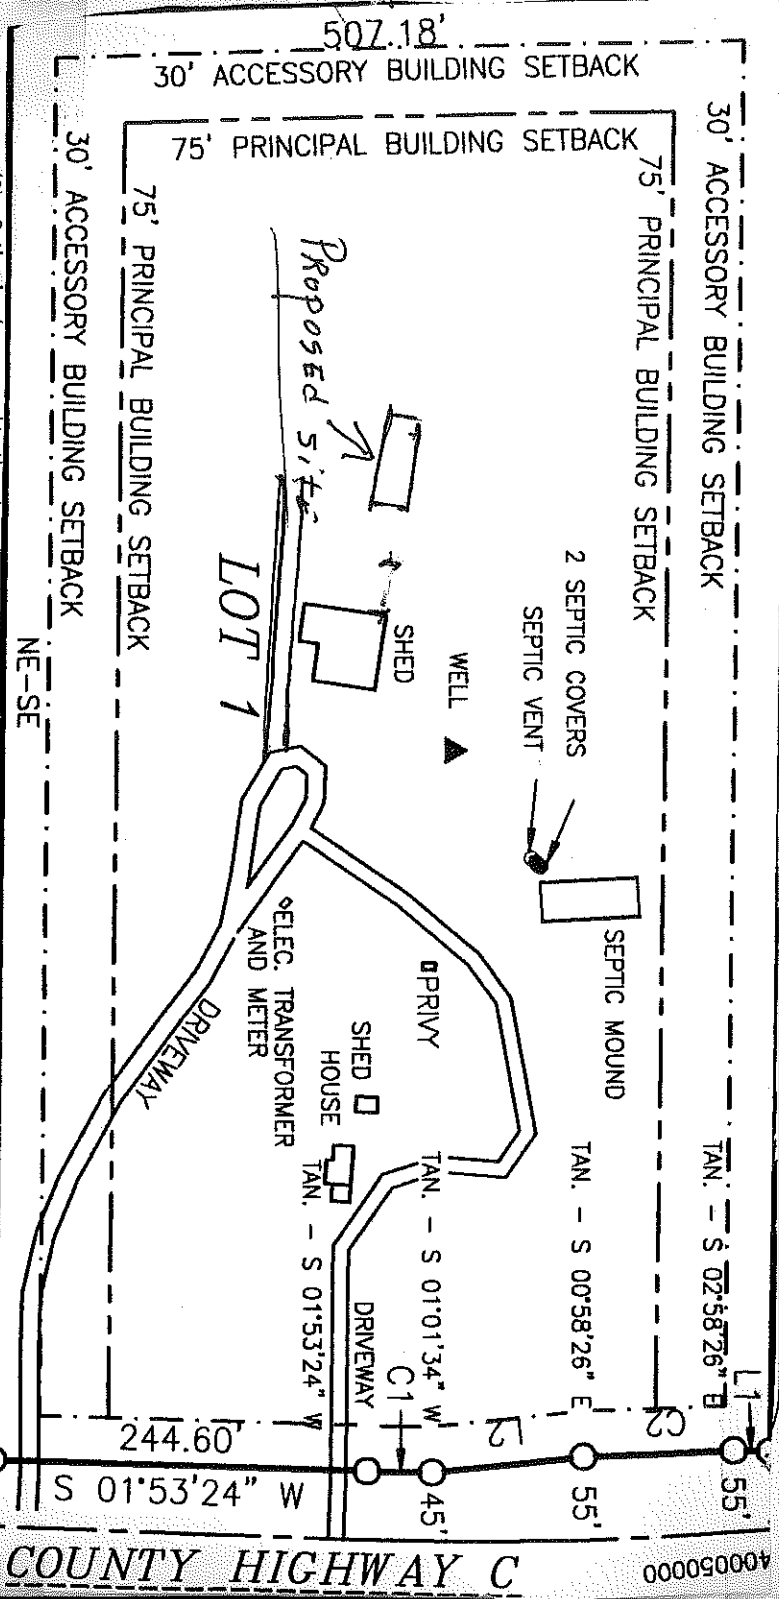 507.18'
30' ACCESSORY BUILDING SETBACK
75' PRINCIPAL BUILDING SETBACK
30' ACCESSORY BUILDING SETBACK
75' PRINCIPAL BUILDING SETBACK
75' PRINCIPAL BUILDING SETBACK
30' ACCESSORY BUILDING SETBACK
Proposed site
LOT 1
SHED
WELL
2 SEPTIC COVERS
SEPTIC VENT
SEPTIC MOUND
NE-SE
PRIVY
ELEC. TRANSFORMER
AND METER
DRIVEWAY
SHED
HOUSE
TAN. - S 01°53'24" W
TAN. - S 01°01'34" W
TAN. - S 00°58'26" E
TAN. - S 02°58'26" E
DRIVEWAY
C1
L2
C2
L1
244.60'
S 01°53'24" W
45'
55'
55'
COUNTY HIGHWAY C
400050000